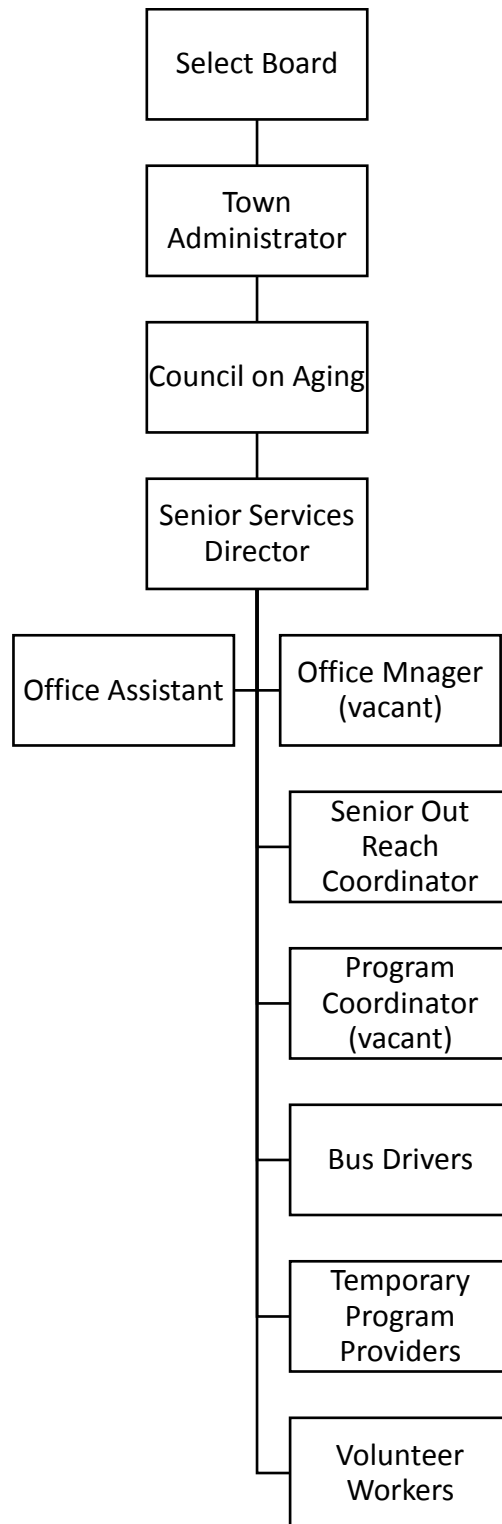 Select Board
Town
Administrator
Council on Aging
Senior Services
Director
Office Assistant
Office Mnager
(vacant)
Senior Out
Reach
Coordinator
Program
Coordinator
(vacant)
Bus Drivers
Temporary
Program
Providers
Volunteer
Workers